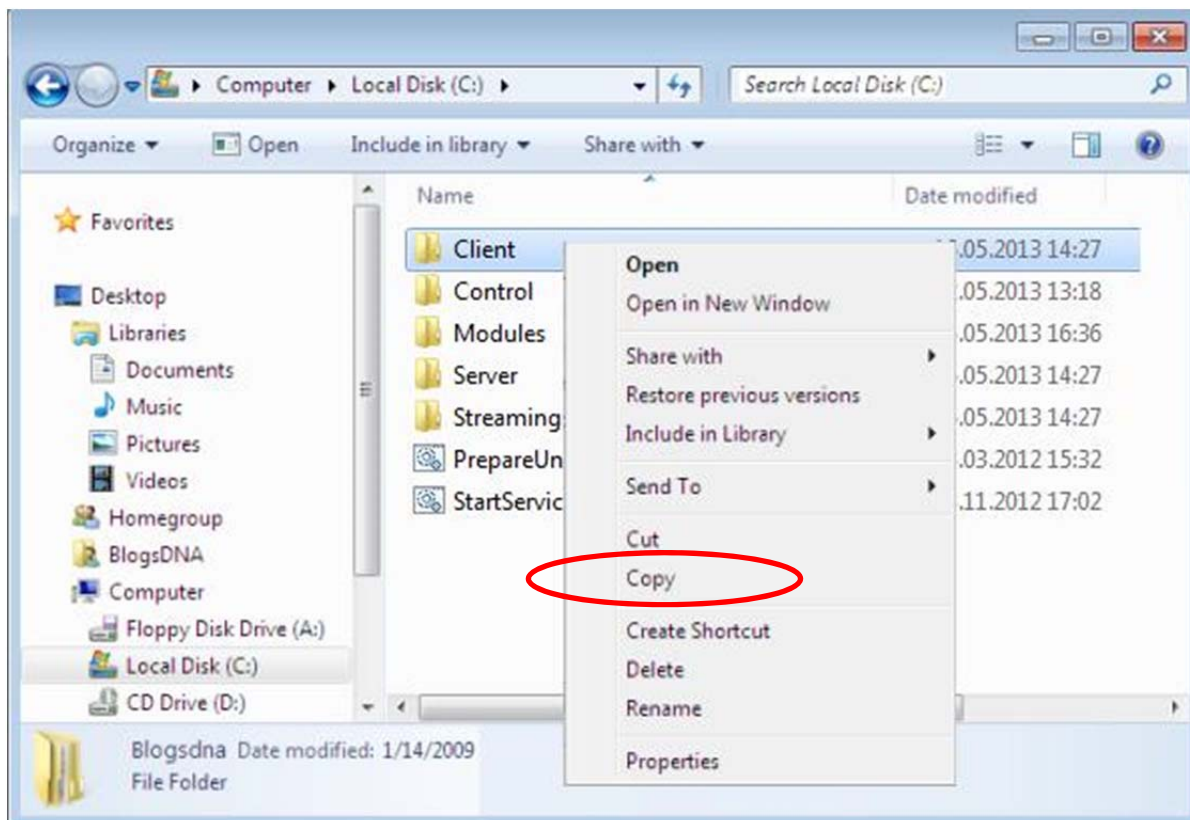 Computer Local Disk (C:)
Search Local Disk (C:)
Organize Open Include in library Share with
Name Date modified
Favorites
Desktop
Libraries
Documents
Music
Pictures
Videos
Homegroup
BlogsDNA
Computer
Floppy Disk Drive (A:)
Local Disk (C:)
CD Drive (D:)
Client .05.2013 14:27
Control .05.2013 13:18
Modules .05.2013 16:36
Server .05.2013 14:27
Streaming .05.2013 14:27
PrepareUn .03.2012 15:32
StartServic .11.2012 17:02
Open
Open in New Window
Share with
Restore previous versions
Include in Library
Send To
Cut
Copy
Create Shortcut
Delete
Rename
Properties
Blogsdna Date modified: 1/14/2009
File Folder